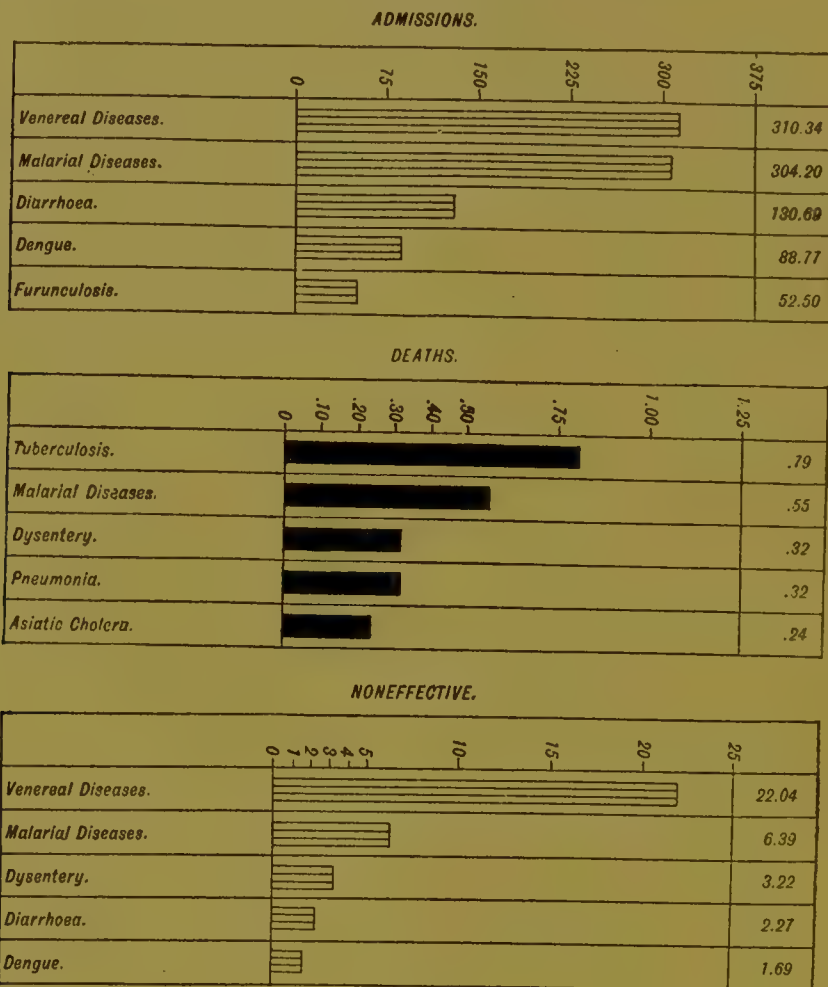 ADMISSIONS.
0 75 150 225 300 375
Venereal Diseases. 310.34
Malarial Diseases. 304.20
Diarrhoea. 130.69
Dengue. 88.77
Furunculosis. 52.50
DEATHS.
0 .10 .20 .30 .40 .50 .75 1.00 1.25
Tuberculosis. .79
Malarial Diseases. .55
Dysentery. .32
Pneumonia. .32
Asiatic Cholera. .24
NONEFFECTIVE.
0 1 2 3 4 5 10 15 20 25
Venereal Diseases. 22.04
Malarial Diseases. 6.39
Dysentery. 3.22
Diarrhoea. 2.27
Dengue. 1.69